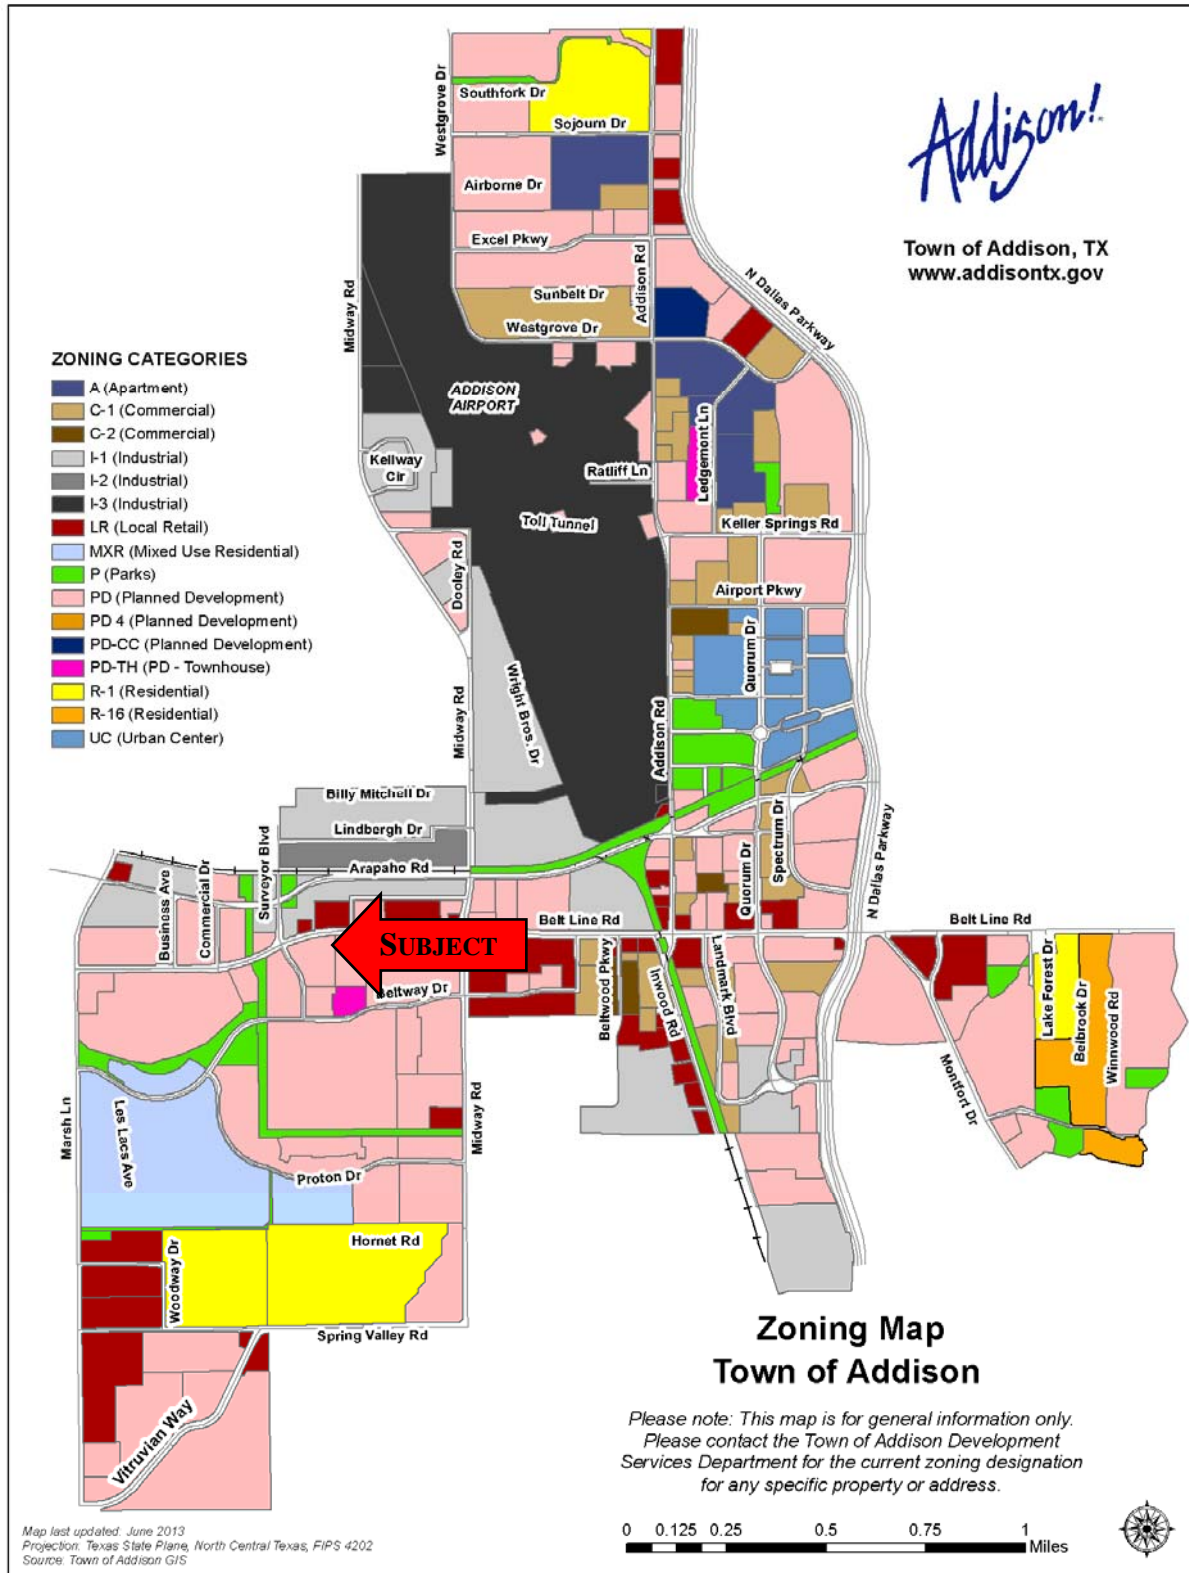 Addison!
Town of Addison, TX
www.addisontx.gov
Westgrove Dr
Southfork Dr
Sojourn Dr
Airborne Dr
Excel Pkwy
Addison Rd
N Dallas Parkway
Midway Rd
Sunbelt Dr
Westgrove Dr
ZONING CATEGORIES
A (Apartment)
C-1 (Commercial)
C-2 (Commercial)
I-1 (Industrial)
I-2 (Industrial)
I-3 (Industrial)
LR (Local Retail)
MXR (Mixed Use Residential)
P (Parks)
PD (Planned Development)
PD 4 (Planned Development)
PD-CC (Planned Development)
PD-TH (PD - Townhouse)
R-1 (Residential)
R-16 (Residential)
UC (Urban Center)
ADDISON
AIRPORT
Kellway
Cir
Ratliff Ln
Ledgemont Ln
Toll Tunnel
Keller Springs Rd
Dooley Rd
Airport Pkwy
Quorum Dr
Wright Bros. Dr
Midway Rd
Addison Rd
Billy Mitchell Dr
Lindbergh Dr
Arapaho Rd
Surveyor Blvd
Business Ave
Commercial Dr
Quorum Dr
Spectrum Dr
N Dallas Parkway
Belt Line Rd
Belt Line Rd
SUBJECT
Beltway Dr
Beltwood Pkwy
Inwood Rd
Landmark Blvd
Lake Forest Dr
Belbrook Dr
Winnwood Rd
Montfort Dr
Marsh Ln
Les Lacs Ave
Midway Rd
Proton Dr
Hornet Rd
Woodway Dr
Spring Valley Rd
Vitruvian Way
Zoning Map
Town of Addison
Please note: This map is for general information only.
Please contact the Town of Addison Development
Services Department for the current zoning designation
for any specific property or address.
0 0.125 0.25 0.5 0.75 1
Miles
Map last updated: June 2013
Projection: Texas State Plane, North Central Texas, FIPS 4202
Source: Town of Addison GIS